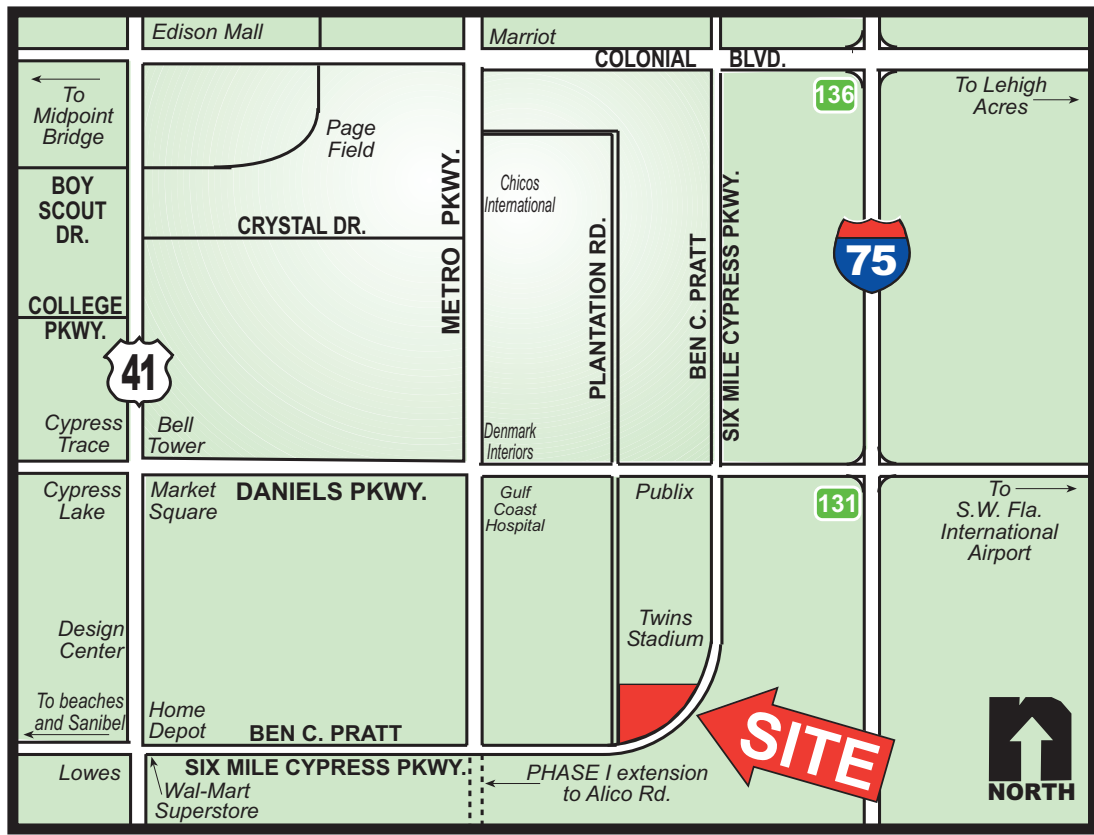 Edison Mall
Marriot
COLONIAL BLVD.
To
Midpoint
Bridge
136
To Lehigh
Acres
Page
Field
BOY
SCOUT
DR.
CRYSTAL DR.
METRO PKWY.
Chicos
International
PLANTATION RD.
BEN C. PRATT
SIX MILE CYPRESS PKWY.
75
COLLEGE
PKWY.
41
Cypress
Trace
Bell
Tower
Denmark
Interiors
Cypress
Lake
Market
Square
DANIELS PKWY.
Gulf
Coast
Hospital
Publix
131
To
S.W. Fla.
International
Airport
Design
Center
Twins
Stadium
To beaches
and Sanibel
Home
Depot
BEN C. PRATT
SITE
Lowes
SIX MILE CYPRESS PKWY.
Wal-Mart
Superstore
PHASE I extension
to Alico Rd.
n
NORTH